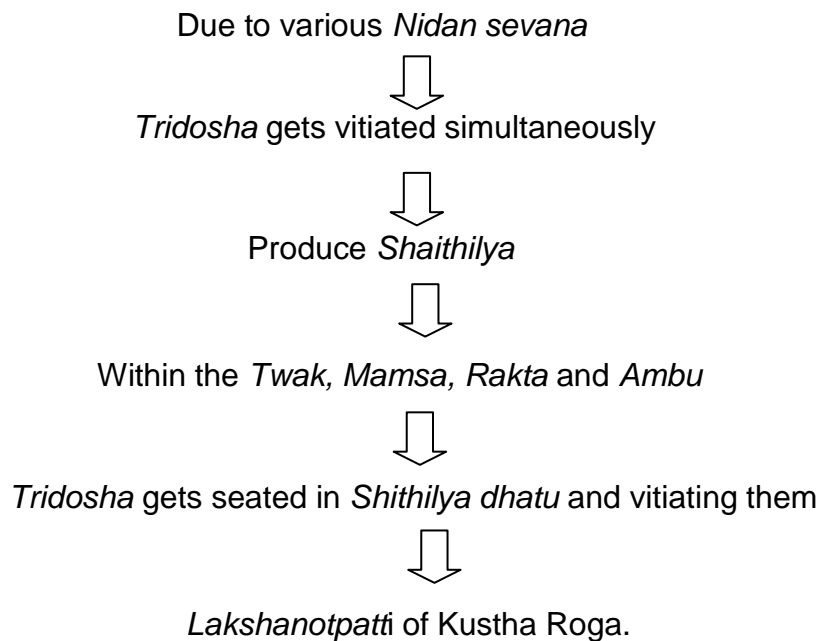 Due to various Nidan sevana
Tridosha gets vitiated simultaneously
Produce Shaithilya
Within the Twak, Mamsa, Rakta and Ambu
Tridosha gets seated in Shithilya dhatu and vitiating them
Lakshanotpatti of Kustha Roga.